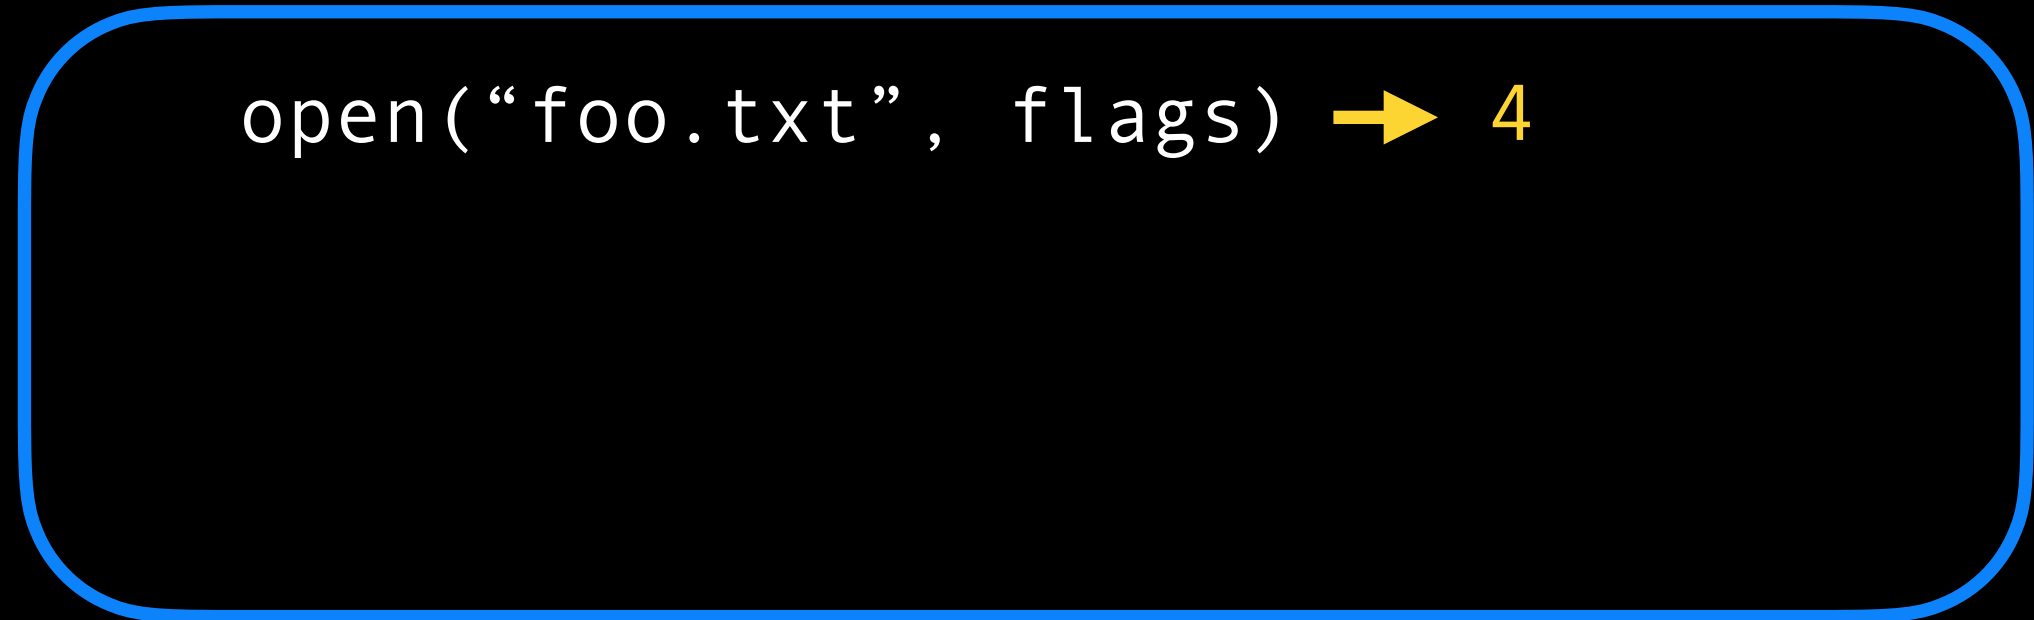 open(“foo.txt”, flags) → 4